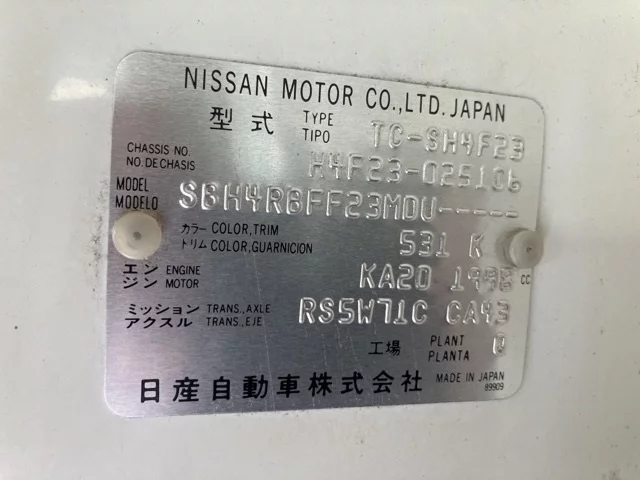 NISSAN MOTOR CO.,LTD. JAPAN
型式 TYPE TIPO TC-SH4F23
CHASSIS NO. NO. DE CHASIS H4F23-025106
MODEL MODELO SBH4RBFF23MDU-----
カラー COLOR, TRIM トリム COLOR, GUARNICION 531 K
エンジン ENGINE MOTOR KA20 1998 cc
ミッション アクスル TRANS., AXLE TRANS., EJE RS5W71C CA43
工場 PLANT PLANTA
日産自動車株式会社 MADE IN JAPAN
89909